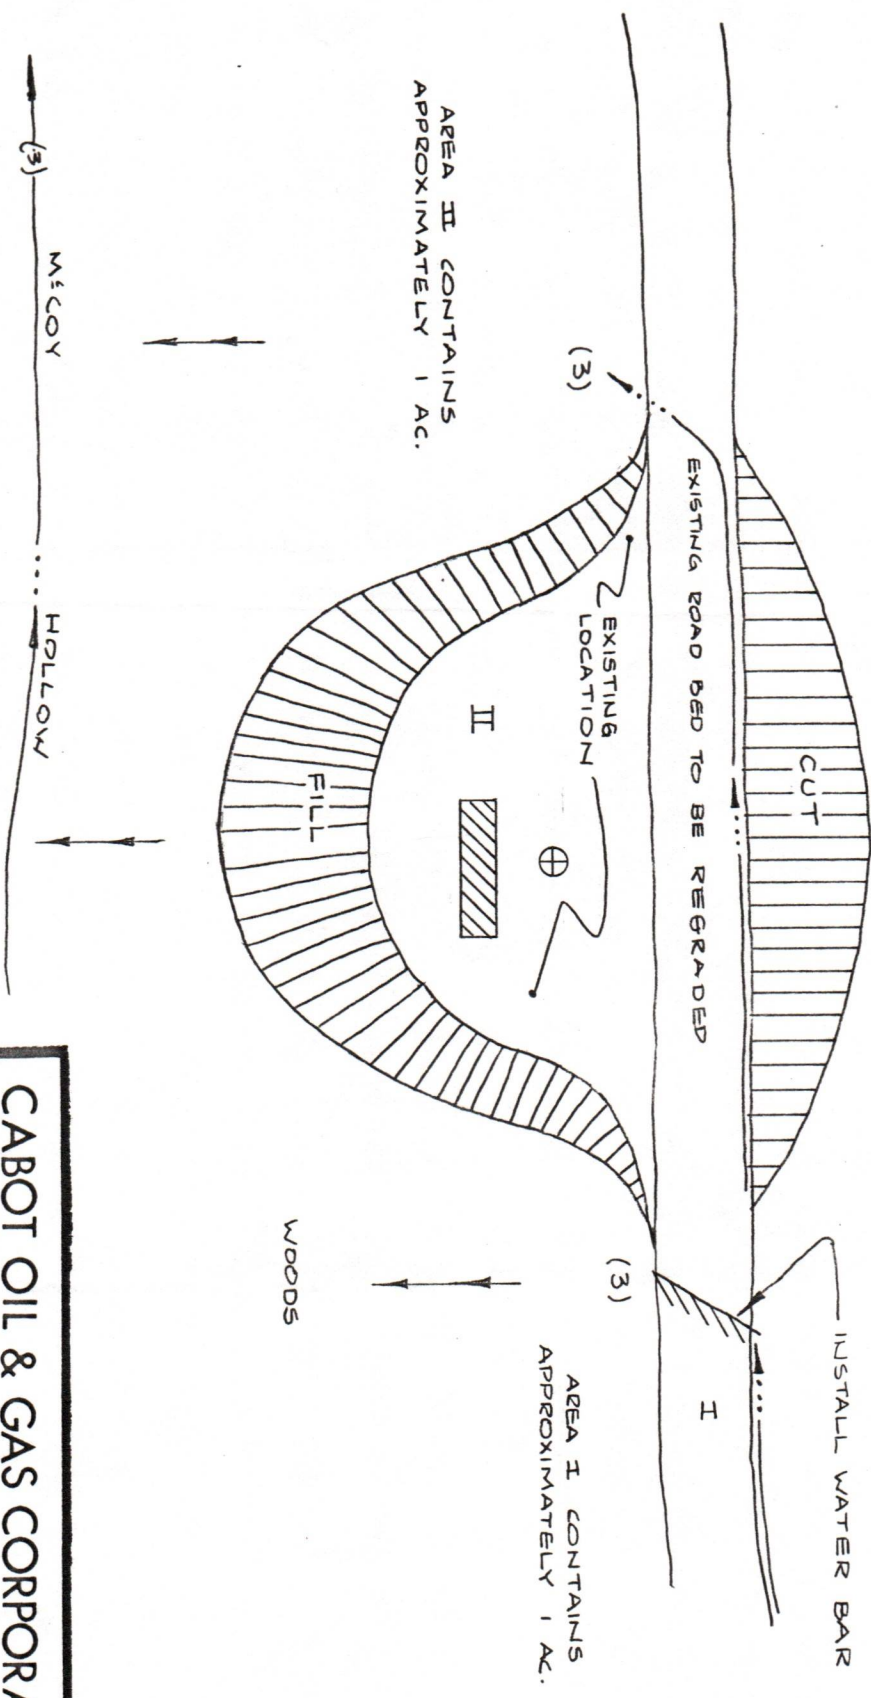 INSTALL WATER BAR
CUT
EXISTING ROAD BED TO BE REGRADED
I
(3)
(3)
EXISTING
LOCATION
AREA I CONTAINS
APPROXIMATELY 1 AC.
II
AREA II CONTAINS
APPROXIMATELY 1 AC.
FILL
WOODS
McCOY HOLLOW
(3)
CABOT OIL & GAS